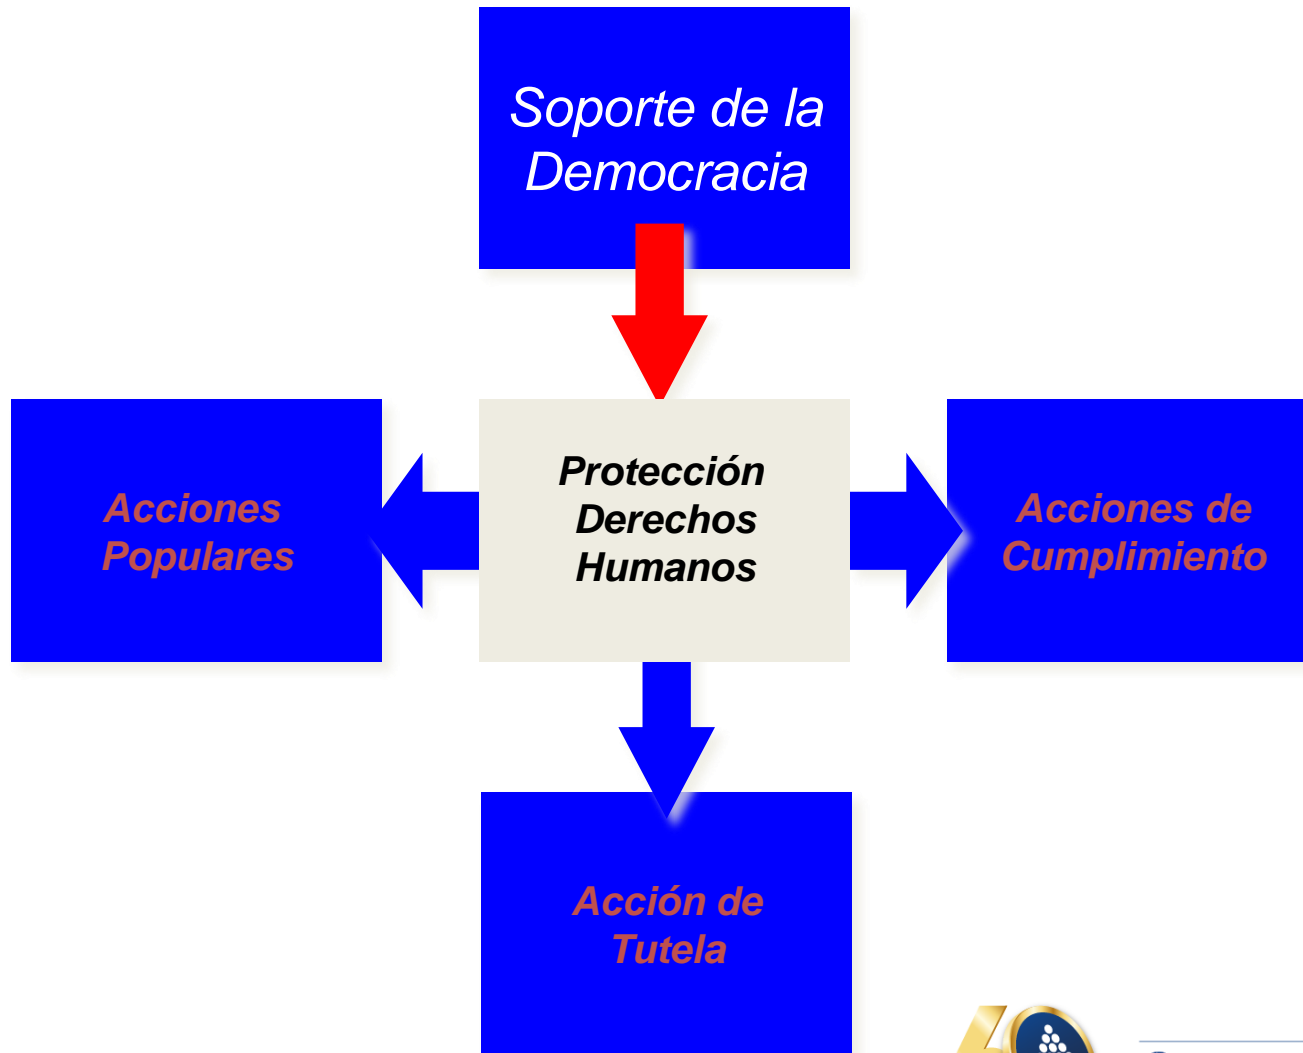 Soporte de la
Democracia
Protección
Derechos
Humanos
Acciones
Populares
Acciones de
Cumplimiento
Acción de
Tutela